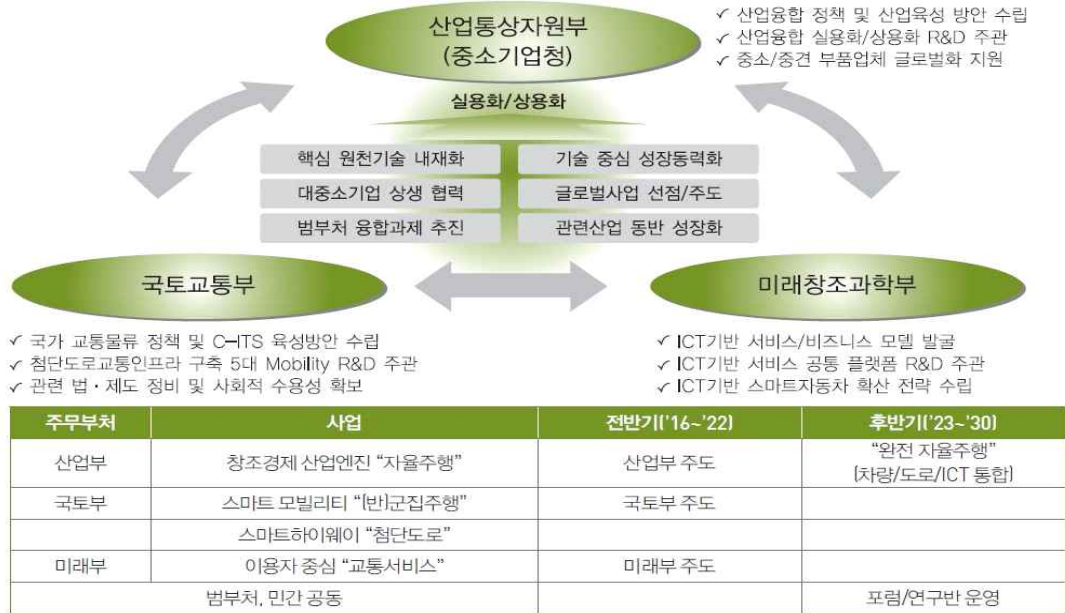 산업통상자원부
(중소기업청)
✓ 산업융합 정책 및 산업육성 방안 수립
✓ 산업융합 실용화/상용화 R&D 주관
✓ 중소/중견 부품업체 글로벌화 지원
실용화/상용화
핵심 원천기술 내재화 기술 중심 성장동력화
대중소기업 상생 협력 글로벌사업 선점/주도
범부처 융합과제 추진 관련산업 동반 성장화
국토교통부
미래창조과학부
✓ 국가 교통물류 정책 및 C-ITS 육성방안 수립
✓ 첨단도로교통인프라 구축 5대 Mobility R&D 주관
✓ 관련 법·제도 정비 및 사회적 수용성 확보
✓ ICT기반 서비스/비즈니스 모델 발굴
✓ ICT기반 서비스 공통 플랫폼 R&D 주관
✓ ICT기반 스마트자동차 확산 전략 수립
주무부처 사업 전반기('16~'22) 후반기('23~'30)
산업부 창조경제 산업엔진 “자율주행” 산업부 주도 “완전 자율주행”
(차량/도로/ICT 통합)
국토부 스마트 모빌리티 “(반)군집주행” 국토부 주도
스마트하이웨이 “첨단도로”
미래부 이용자 중심 “교통서비스” 미래부 주도
범부처, 민간 공동 포럼/연구반 운영